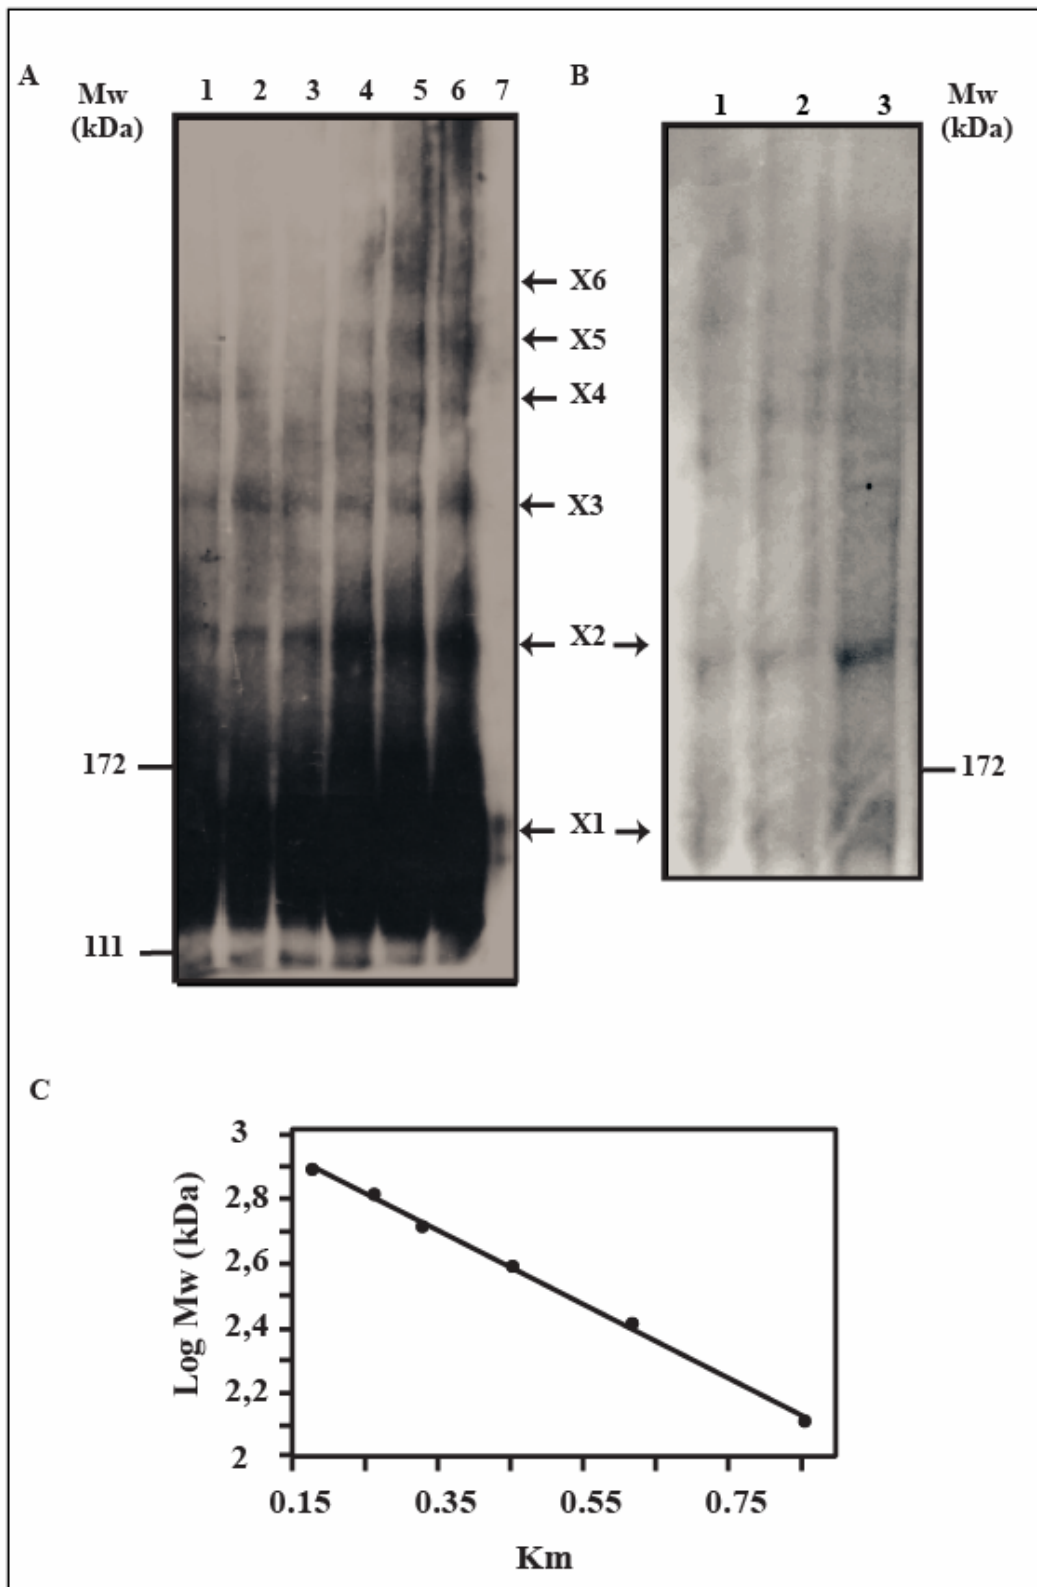 A
B
Mw
(kDa)
1 2 3 4 5 6 7
1 2 3
Mw
(kDa)
X6
X5
X4
X3
X2
172
172
X1
111
C
3
2,8
2,6
2,4
2,2
2
Log Mw (kDa)
0.15 0.35 0.55 0.75
Km